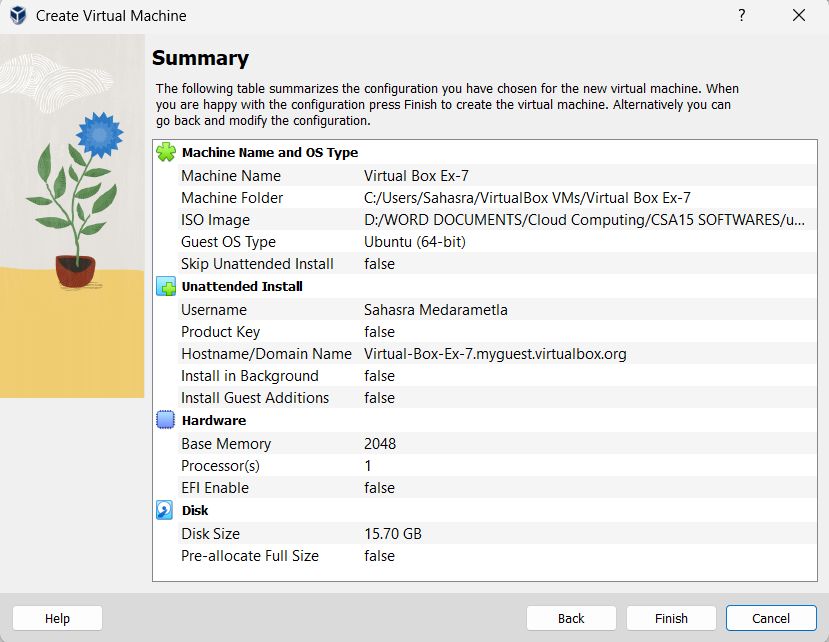 Create Virtual Machine
?
Summary
The following table summarizes the configuration you have chosen for the new virtual machine. When
you are happy with the configuration press Finish to create the virtual machine. Alternatively you can
go back and modify the configuration.
Machine Name and OS Type
Machine Name Virtual Box Ex-7
Machine Folder C:/Users/Sahasra/VirtualBox VMs/Virtual Box Ex-7
ISO Image D:/WORD DOCUMENTS/Cloud Computing/CSA15 SOFTWARES/u...
Guest OS Type Ubuntu (64-bit)
Skip Unattended Install false
Unattended Install
Username Sahasra Medarametla
Product Key false
Hostname/Domain Name Virtual-Box-Ex-7.myguest.virtualbox.org
Install in Background false
Install Guest Additions false
Hardware
Base Memory 2048
Processor(s) 1
EFI Enable false
Disk
Disk Size 15.70 GB
Pre-allocate Full Size false
Help Back Finish Cancel